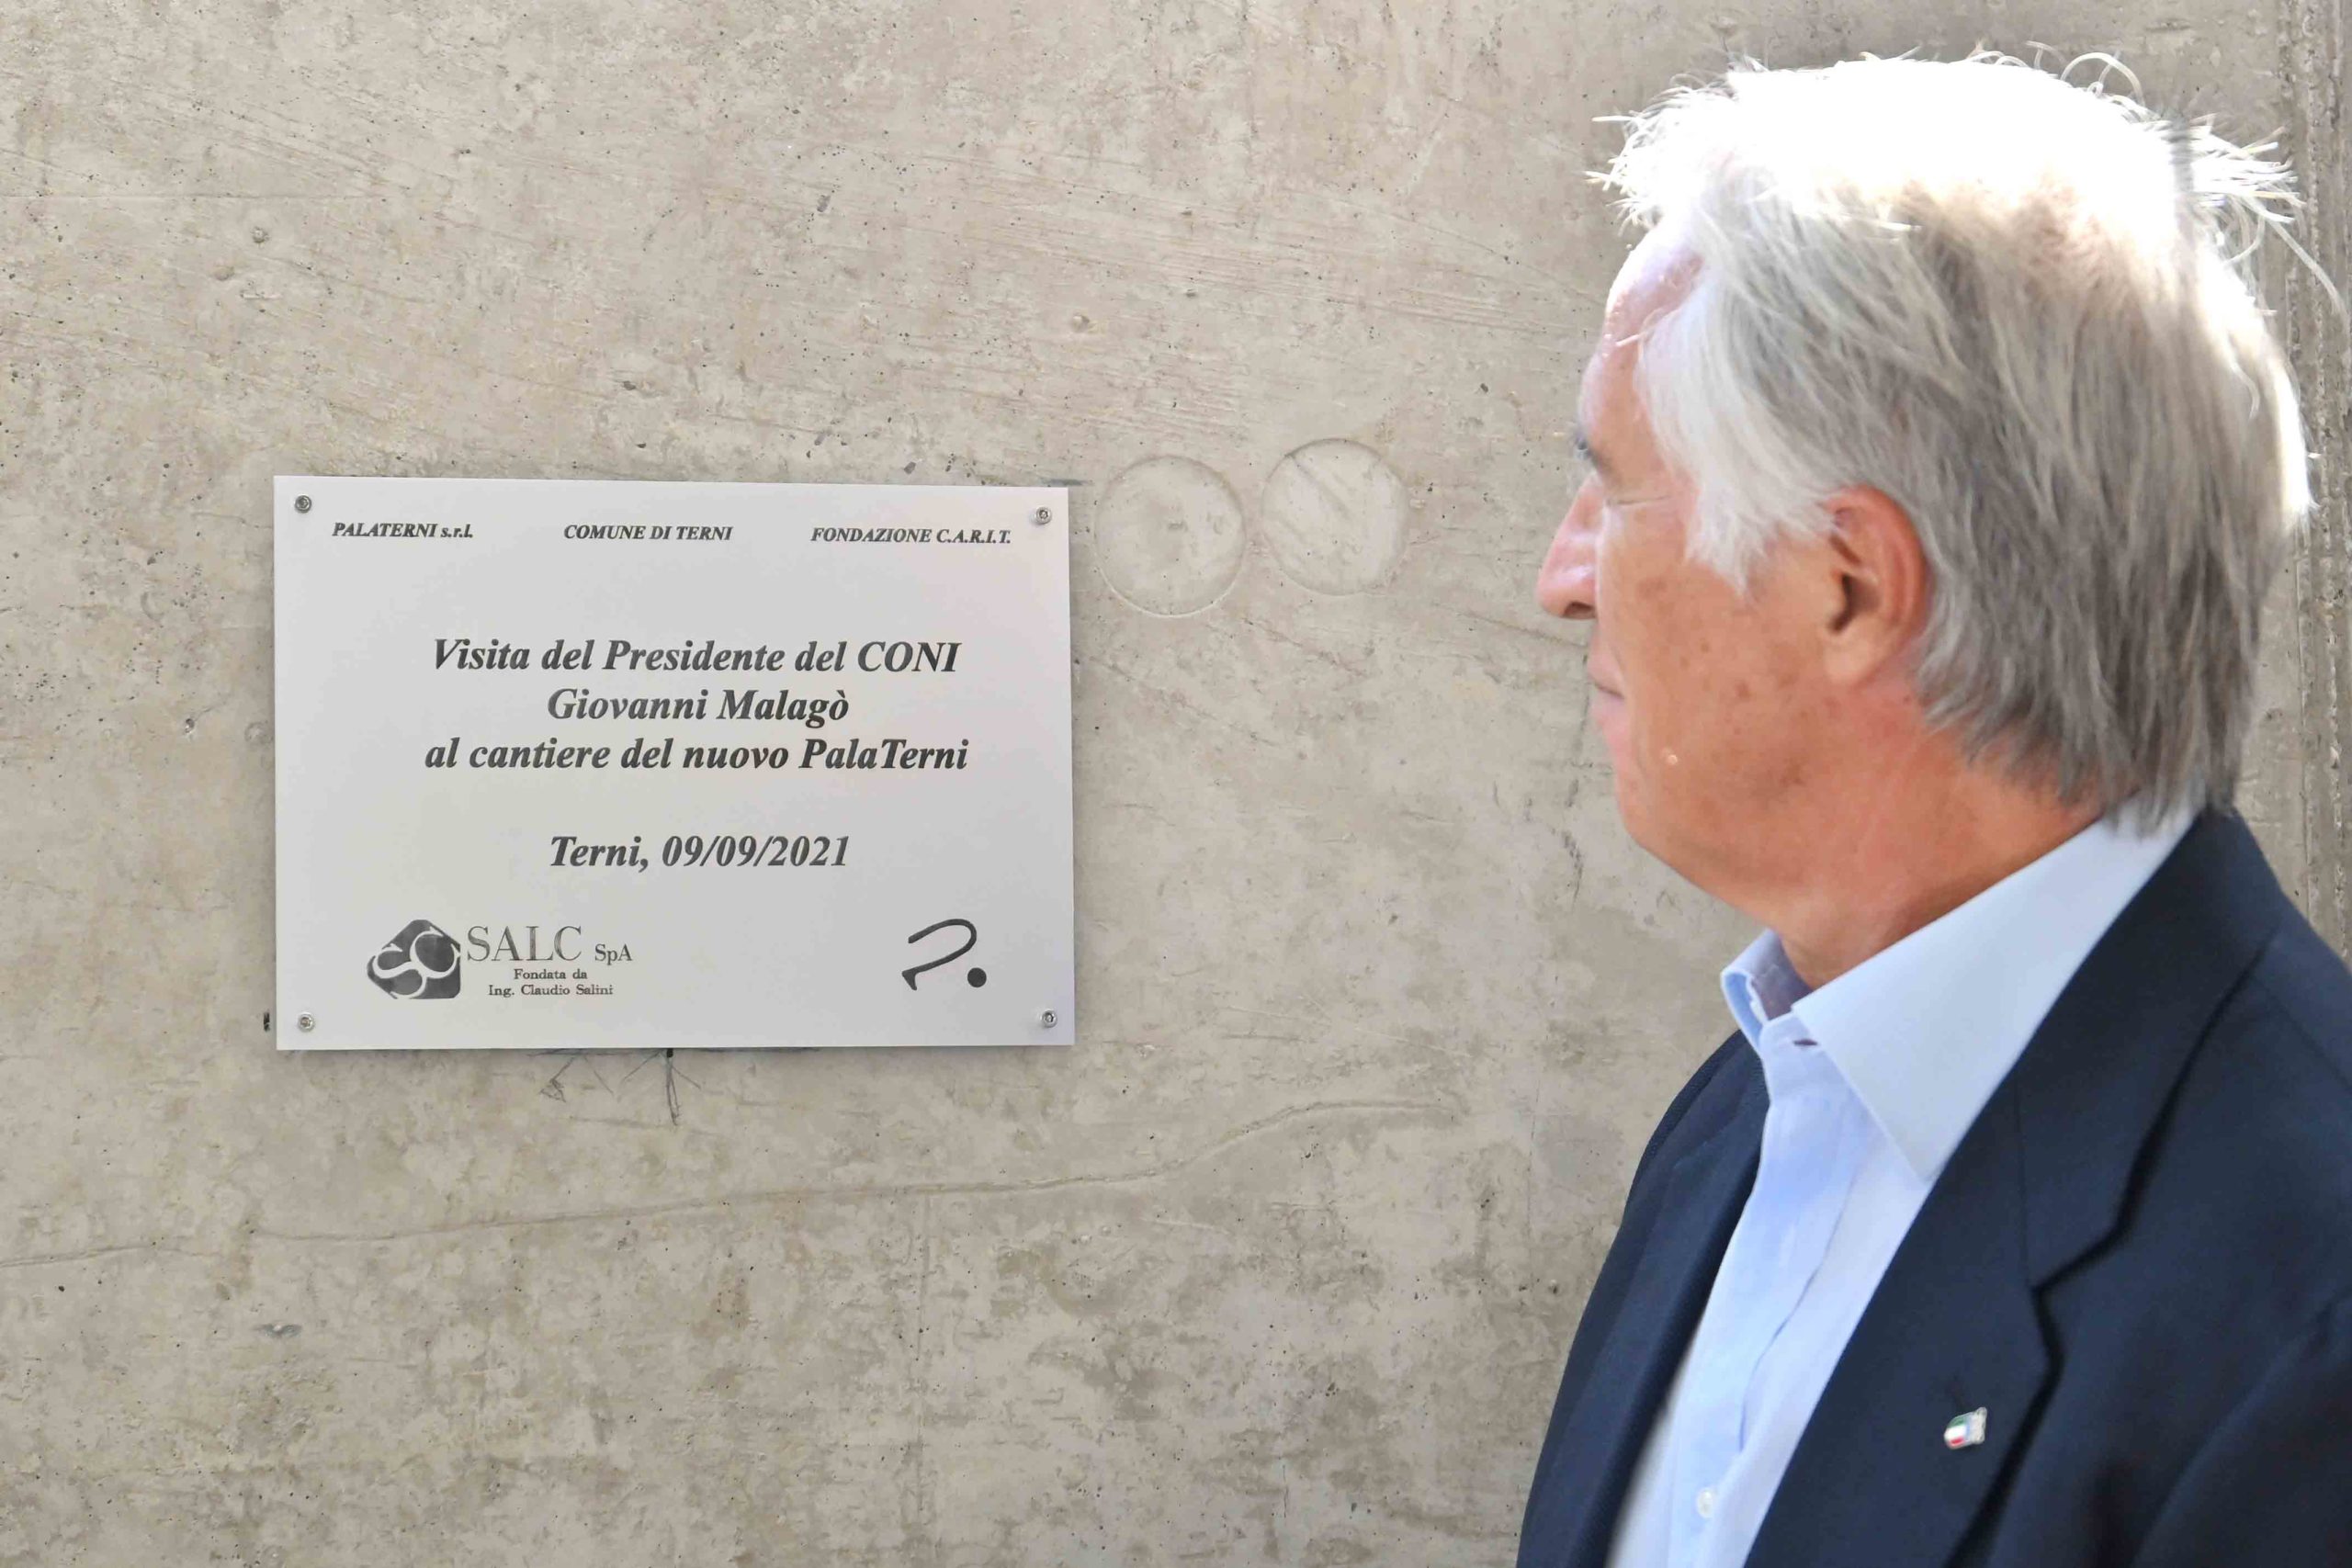 PALATERNI s.r.l. COMUNE DI TERNI FONDAZIONE C.A.R.I.T.
Visita del Presidente del CONI
Giovanni Malagò
al cantiere del nuovo PalaTerni
Terni, 09/09/2021
SALC SpA
Fondata da
Ing. Claudio Salini